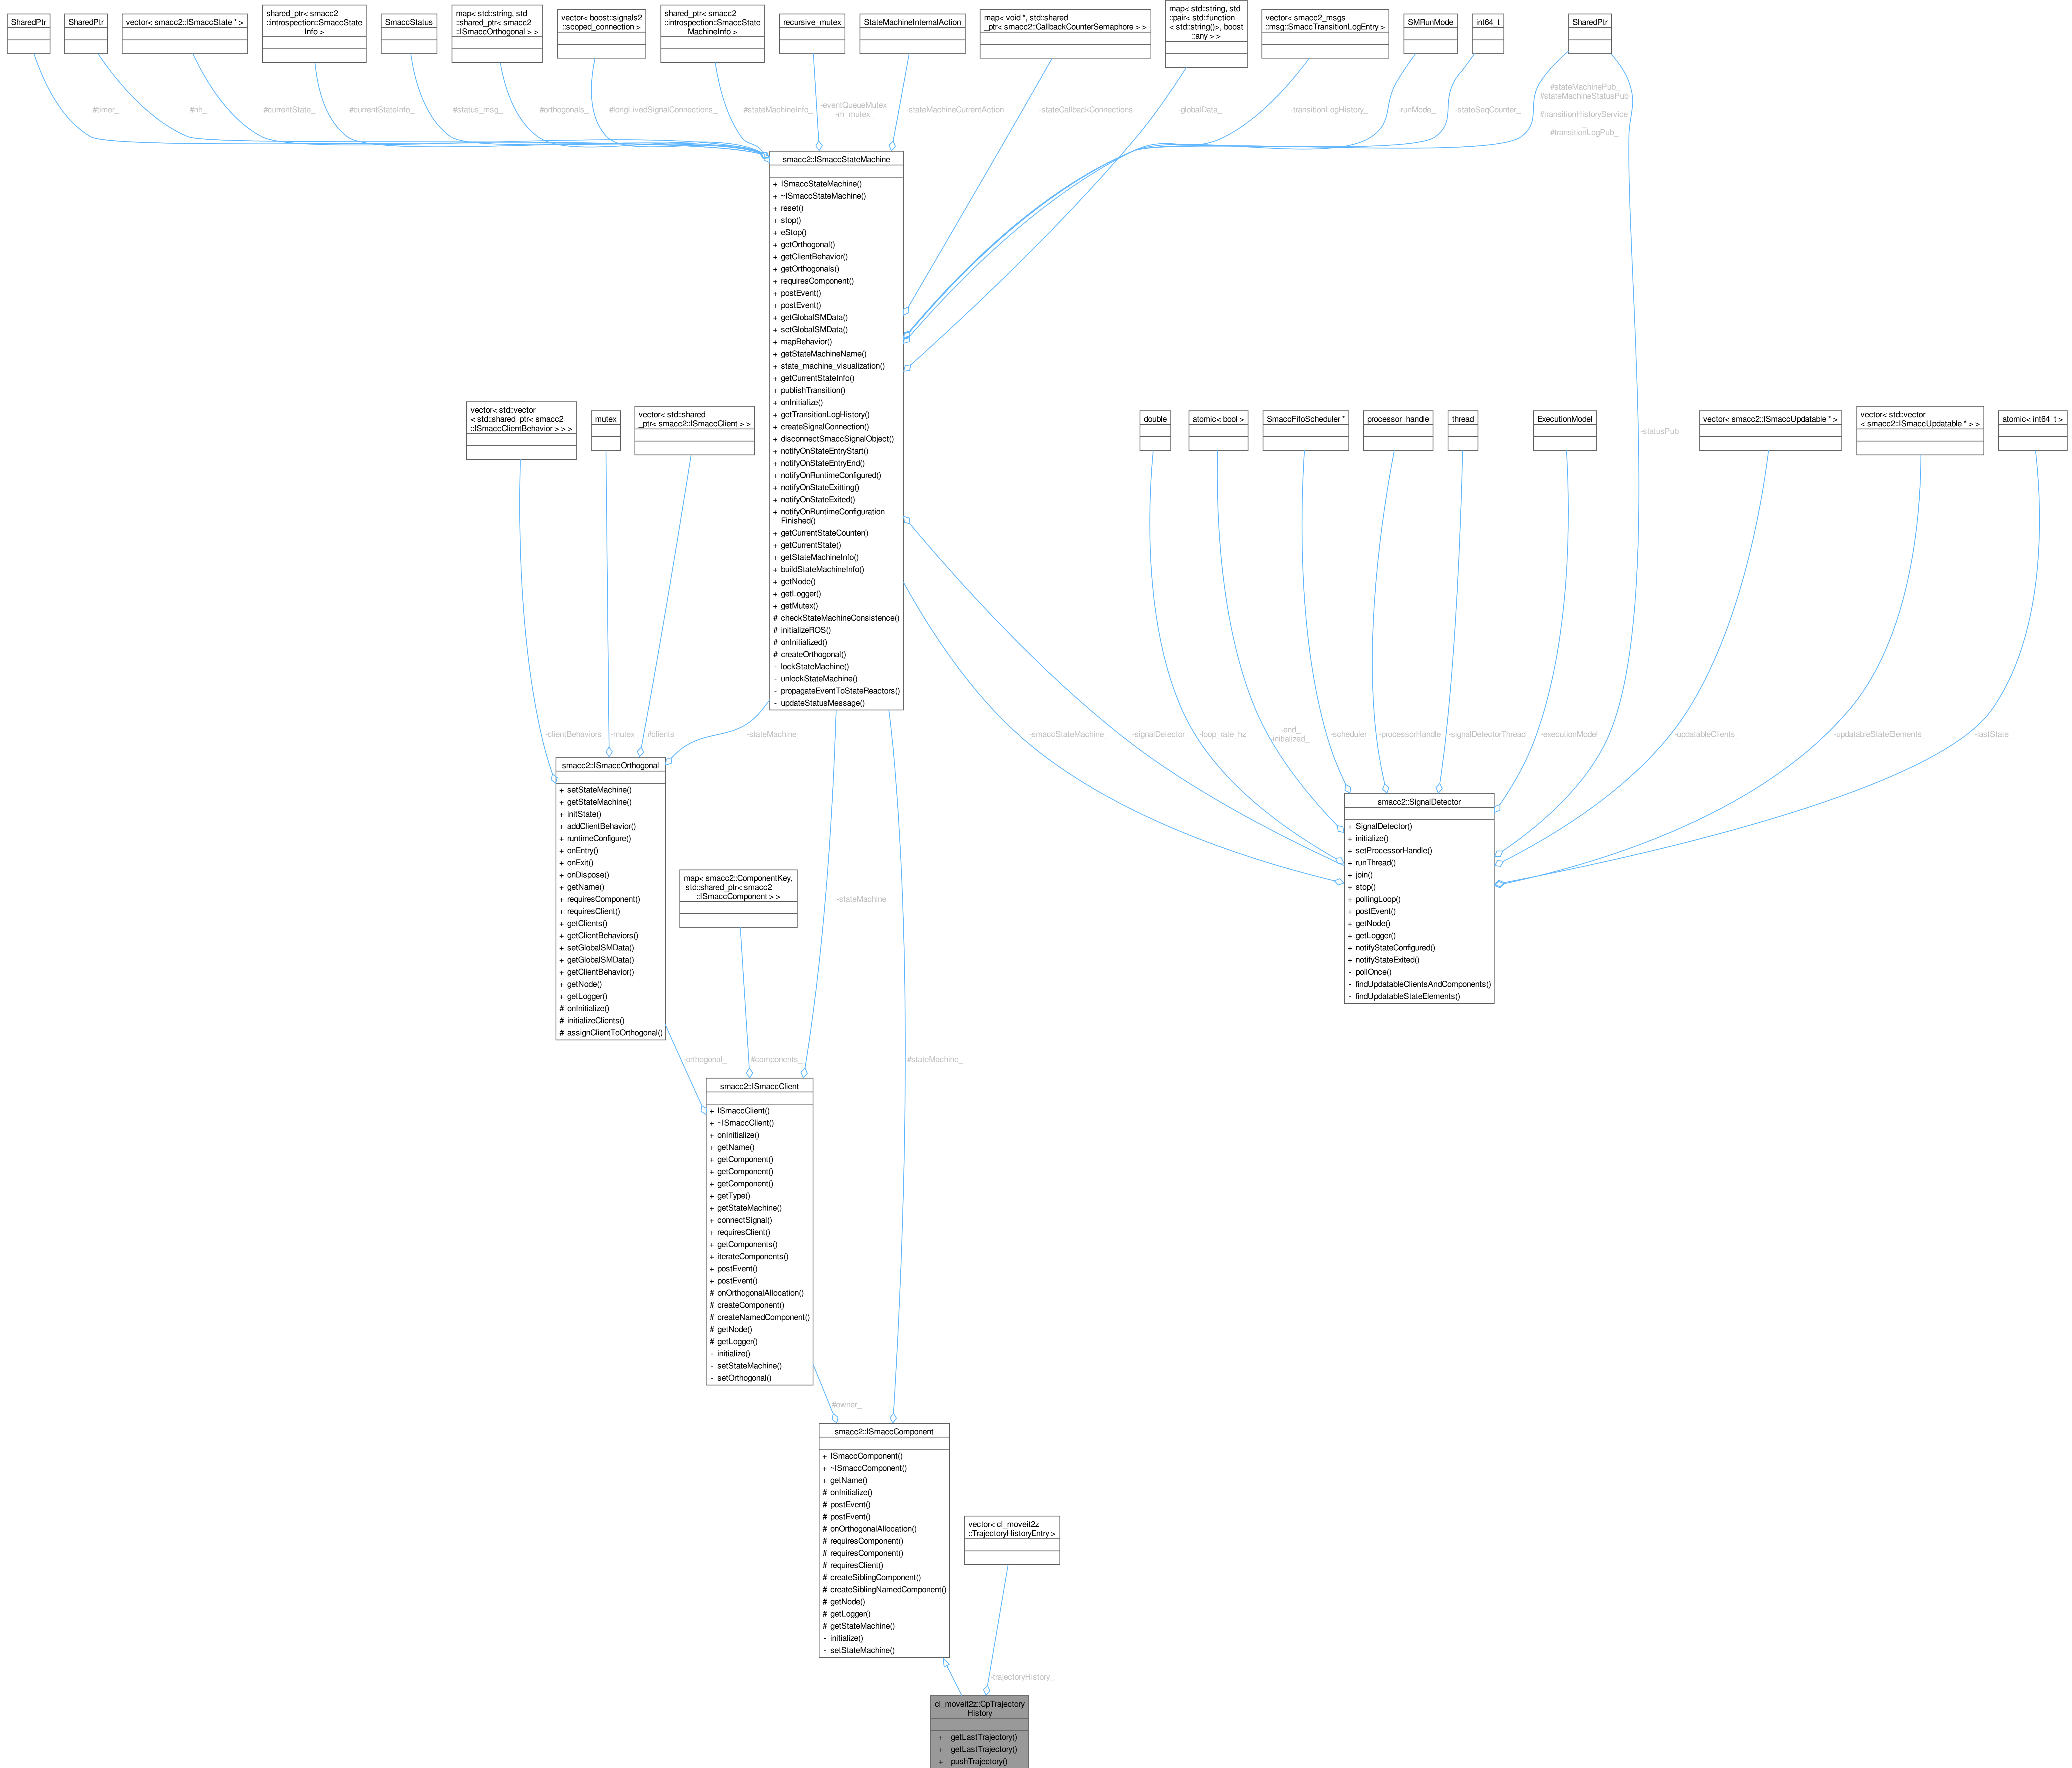 SharedPtr
SharedPtr
vector< smacc2::ISmaccState * >
shared_ptr< smacc2
::introspection::SmaccState
Info >
SmaccStatus
map< std::string, std
::shared_ptr< smacc2
::ISmaccOrthogonal > >
vector< boost::signals2
::scoped_connection >
shared_ptr< smacc2
::introspection::SmaccState
MachineInfo >
recursive_mutex
StateMachineInternalAction
map< void *, std::shared
_ptr< smacc2::CallbackCounterSemaphore > >
map< std::string, std
::pair< std::function
< std::string()>, boost
::any > >
vector< smacc2_msgs
::msg::SmaccTransitionLogEntry >
SMRunMode
int64_t
SharedPtr
#timer_
#nh_
#currentState_
#currentStateInfo_
#status_msg_
#orthogonals_
#longLivedSignalConnections_
#stateMachineInfo_
-eventQueueMutex_
-m_mutex_
-stateMachineCurrentAction
-stateCallbackConnections
-globalData_
-transitionLogHistory_
-runMode_
-stateSeqCounter_
#stateMachinePub_
#stateMachineStatusPub
_
#transitionHistoryService
_
#transitionLogPub_
smacc2::ISmaccStateMachine
+ ISmaccStateMachine()
+ ~ISmaccStateMachine()
+ reset()
+ stop()
+ eStop()
+ getOrthogonal()
+ getClientBehavior()
+ getOrthogonals()
+ requiresComponent()
+ postEvent()
+ postEvent()
+ getGlobalSMData()
+ setGlobalSMData()
+ mapBehavior()
+ getStateMachineName()
+ state_machine_visualization()
+ getCurrentStateInfo()
+ publishTransition()
+ onInitialize()
+ getTransitionLogHistory()
+ createSignalConnection()
+ disconnectSmaccSignalObject()
+ notifyOnStateEntryStart()
+ notifyOnStateEntryEnd()
+ notifyOnRuntimeConfigured()
+ notifyOnStateExitting()
+ notifyOnStateExited()
+ notifyOnRuntimeConfiguration
Finished()
+ getCurrentStateCounter()
+ getCurrentState()
+ getStateMachineInfo()
+ buildStateMachineInfo()
+ getNode()
+ getLogger()
+ getMutex()
# checkStateMachineConsistence()
# initializeROS()
# onInitialized()
# createOrthogonal()
- lockStateMachine()
- unlockStateMachine()
- propagateEventToStateReactors()
- updateStatusMessage()
vector< std::vector
< std::shared_ptr< smacc2
::ISmaccClientBehavior > > >
mutex
vector< std::shared
_ptr< smacc2::ISmaccClient > >
double
atomic< bool >
SmaccFifoScheduler *
processor_handle
thread
ExecutionModel
-statusPub_
vector< smacc2::ISmaccUpdatable * >
vector< std::vector
< smacc2::ISmaccUpdatable * > >
atomic< int64_t >
-clientBehaviors_
-mutex_
#clients_
-stateMachine_
-smaccStateMachine_
-signalDetector_
-loop_rate_hz
-end_
-initialized_
-scheduler_
-processorHandle_
-signalDetectorThread_
-executionModel_
-updatableClients_
-updatableStateElements_
-lastState_
smacc2::ISmaccOrthogonal
+ setStateMachine()
+ getStateMachine()
+ initState()
+ addClientBehavior()
+ runtimeConfigure()
+ onEntry()
+ onExit()
+ onDispose()
+ getName()
+ requiresComponent()
+ requiresClient()
+ getClients()
+ getClientBehaviors()
+ setGlobalSMData()
+ getGlobalSMData()
+ getClientBehavior()
+ getNode()
+ getLogger()
# onInitialize()
# initializeClients()
# assignClientToOrthogonal()
smacc2::SignalDetector
+ SignalDetector()
+ initialize()
+ setProcessorHandle()
+ runThread()
+ join()
+ stop()
+ pollingLoop()
+ postEvent()
+ getNode()
+ getLogger()
+ notifyStateConfigured()
+ notifyStateExited()
- pollOnce()
- findUpdatableClientsAndComponents()
- findUpdatableStateElements()
map< smacc2::ComponentKey,
std::shared_ptr< smacc2
::ISmaccComponent > >
-stateMachine_
-orthogonal_
#components_
#stateMachine_
smacc2::ISmaccClient
+ ISmaccClient()
+ ~ISmaccClient()
+ onInitialize()
+ getName()
+ getComponent()
+ getComponent()
+ getComponent()
+ getType()
+ getStateMachine()
+ connectSignal()
+ requiresClient()
+ getComponents()
+ iterateComponents()
+ postEvent()
+ postEvent()
# onOrthogonalAllocation()
# createComponent()
# createNamedComponent()
# getNode()
# getLogger()
- initialize()
- setStateMachine()
- setOrthogonal()
#owner_
smacc2::ISmaccComponent
+ ISmaccComponent()
+ ~ISmaccComponent()
+ getName()
# onInitialize()
# postEvent()
# postEvent()
# onOrthogonalAllocation()
# requiresComponent()
# requiresComponent()
# requiresClient()
# createSiblingComponent()
# createSiblingNamedComponent()
# getNode()
# getLogger()
# getStateMachine()
- initialize()
- setStateMachine()
vector< cl_moveit2z
::TrajectoryHistoryEntry >
-trajectoryHistory_
cl_moveit2z::CpTrajectory
History
+ getLastTrajectory()
+ getLastTrajectory()
+ pushTrajectory()